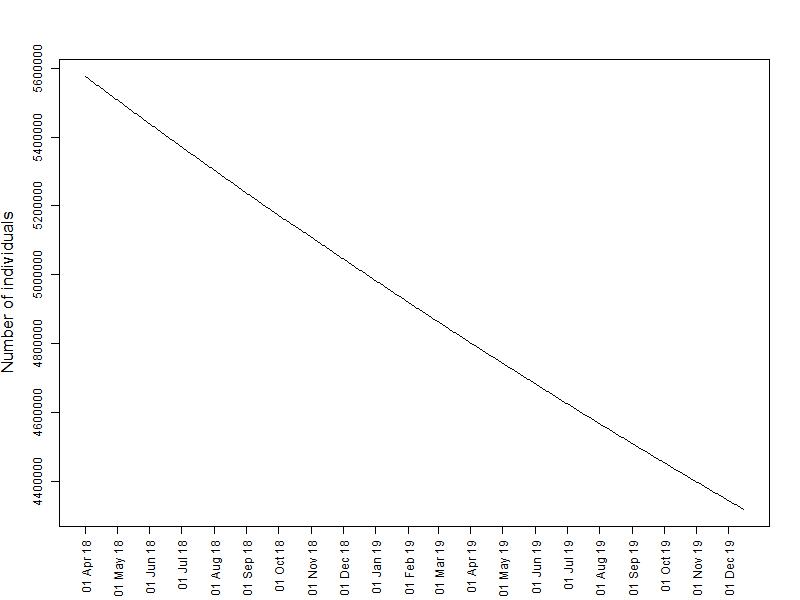 Number of individuals
5600000
5400000
5200000
5000000
4800000
4600000
4400000
01 Apr 18
01 May 18
01 Jun 18
01 Jul 18
01 Aug 18
01 Sep 18
01 Oct 18
01 Nov 18
01 Dec 18
01 Jan 19
01 Feb 19
01 Mar 19
01 Apr 19
01 May 19
01 Jun 19
01 Jul 19
01 Aug 19
01 Sep 19
01 Oct 19
01 Nov 19
01 Dec 19